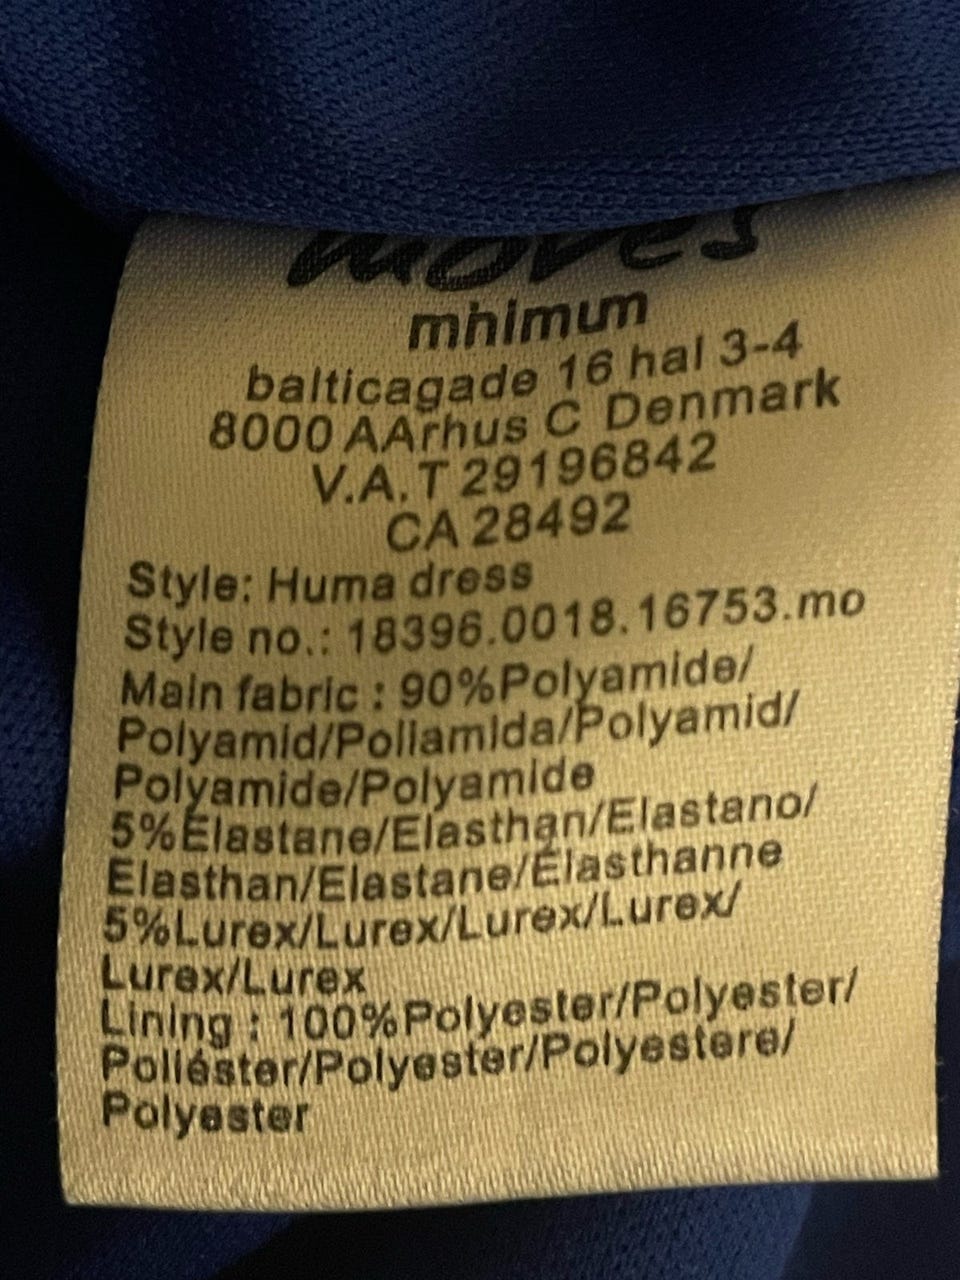 moves
mhimum
balticagade 16 hal 3-4
8000 AArhus C Denmark
V.A.T 29196842
CA 28492
Style: Huma dress
Style no.: 18396.0018.16753.mo
Main fabric : 90%Polyamide/
Polyamid/Poliamida/Polyamid/
Polyamide/Polyamide
5%Elastane/Elasthan/Elastano/
Elasthan/Elastane/Élasthanne
5%Lurex/Lurex/Lurex/Lurex/
Lurex/Lurex
Lining : 100%Polyester/Polyester/
Poliéster/Polyester/Polyestere/
Polyester